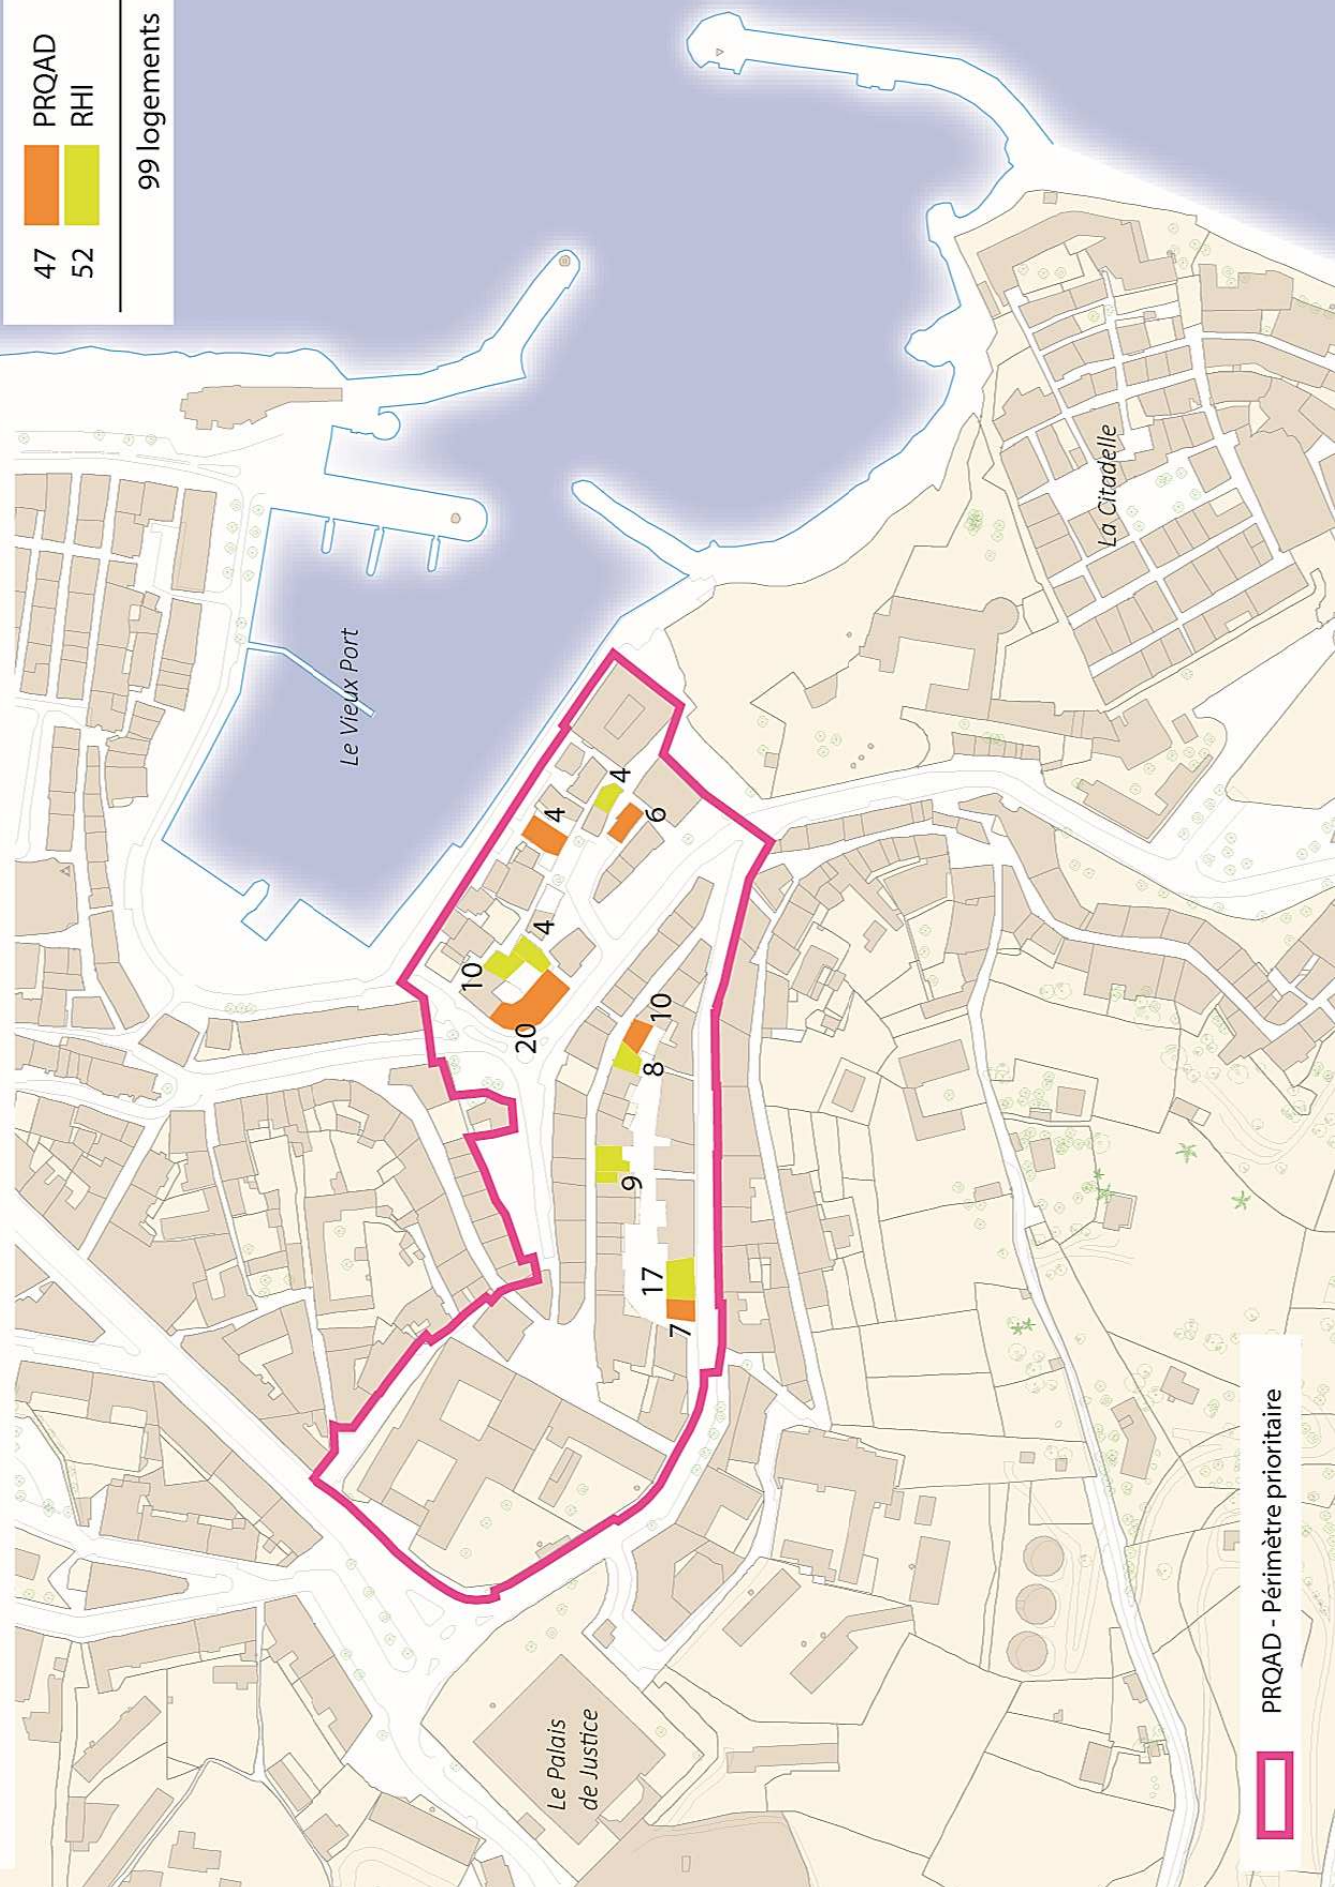 47 PRQAD
52 RHI
99 logements
Le Vieux Port
La Citadelle
4
4
6
4
10
20
10
8
9
17
7
Le Palais
de Justice
PRQAD - Périmètre prioritaire